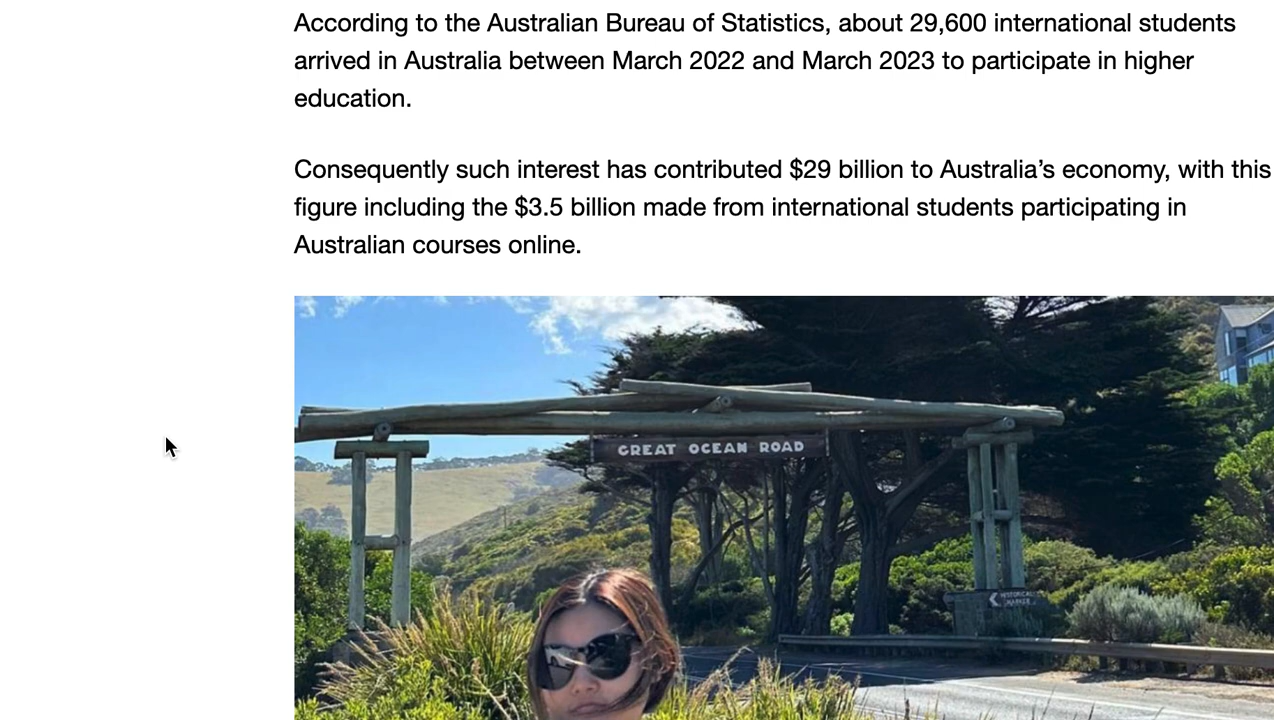 According to the Australian Bureau of Statistics, about 29,600 international students
arrived in Australia between March 2022 and March 2023 to participate in higher
education.
Consequently such interest has contributed $29 billion to Australia’s economy, with this
figure including the $3.5 billion made from international students participating in
Australian courses online.
GREAT OCEAN ROAD
HISTORICAL
MARKER